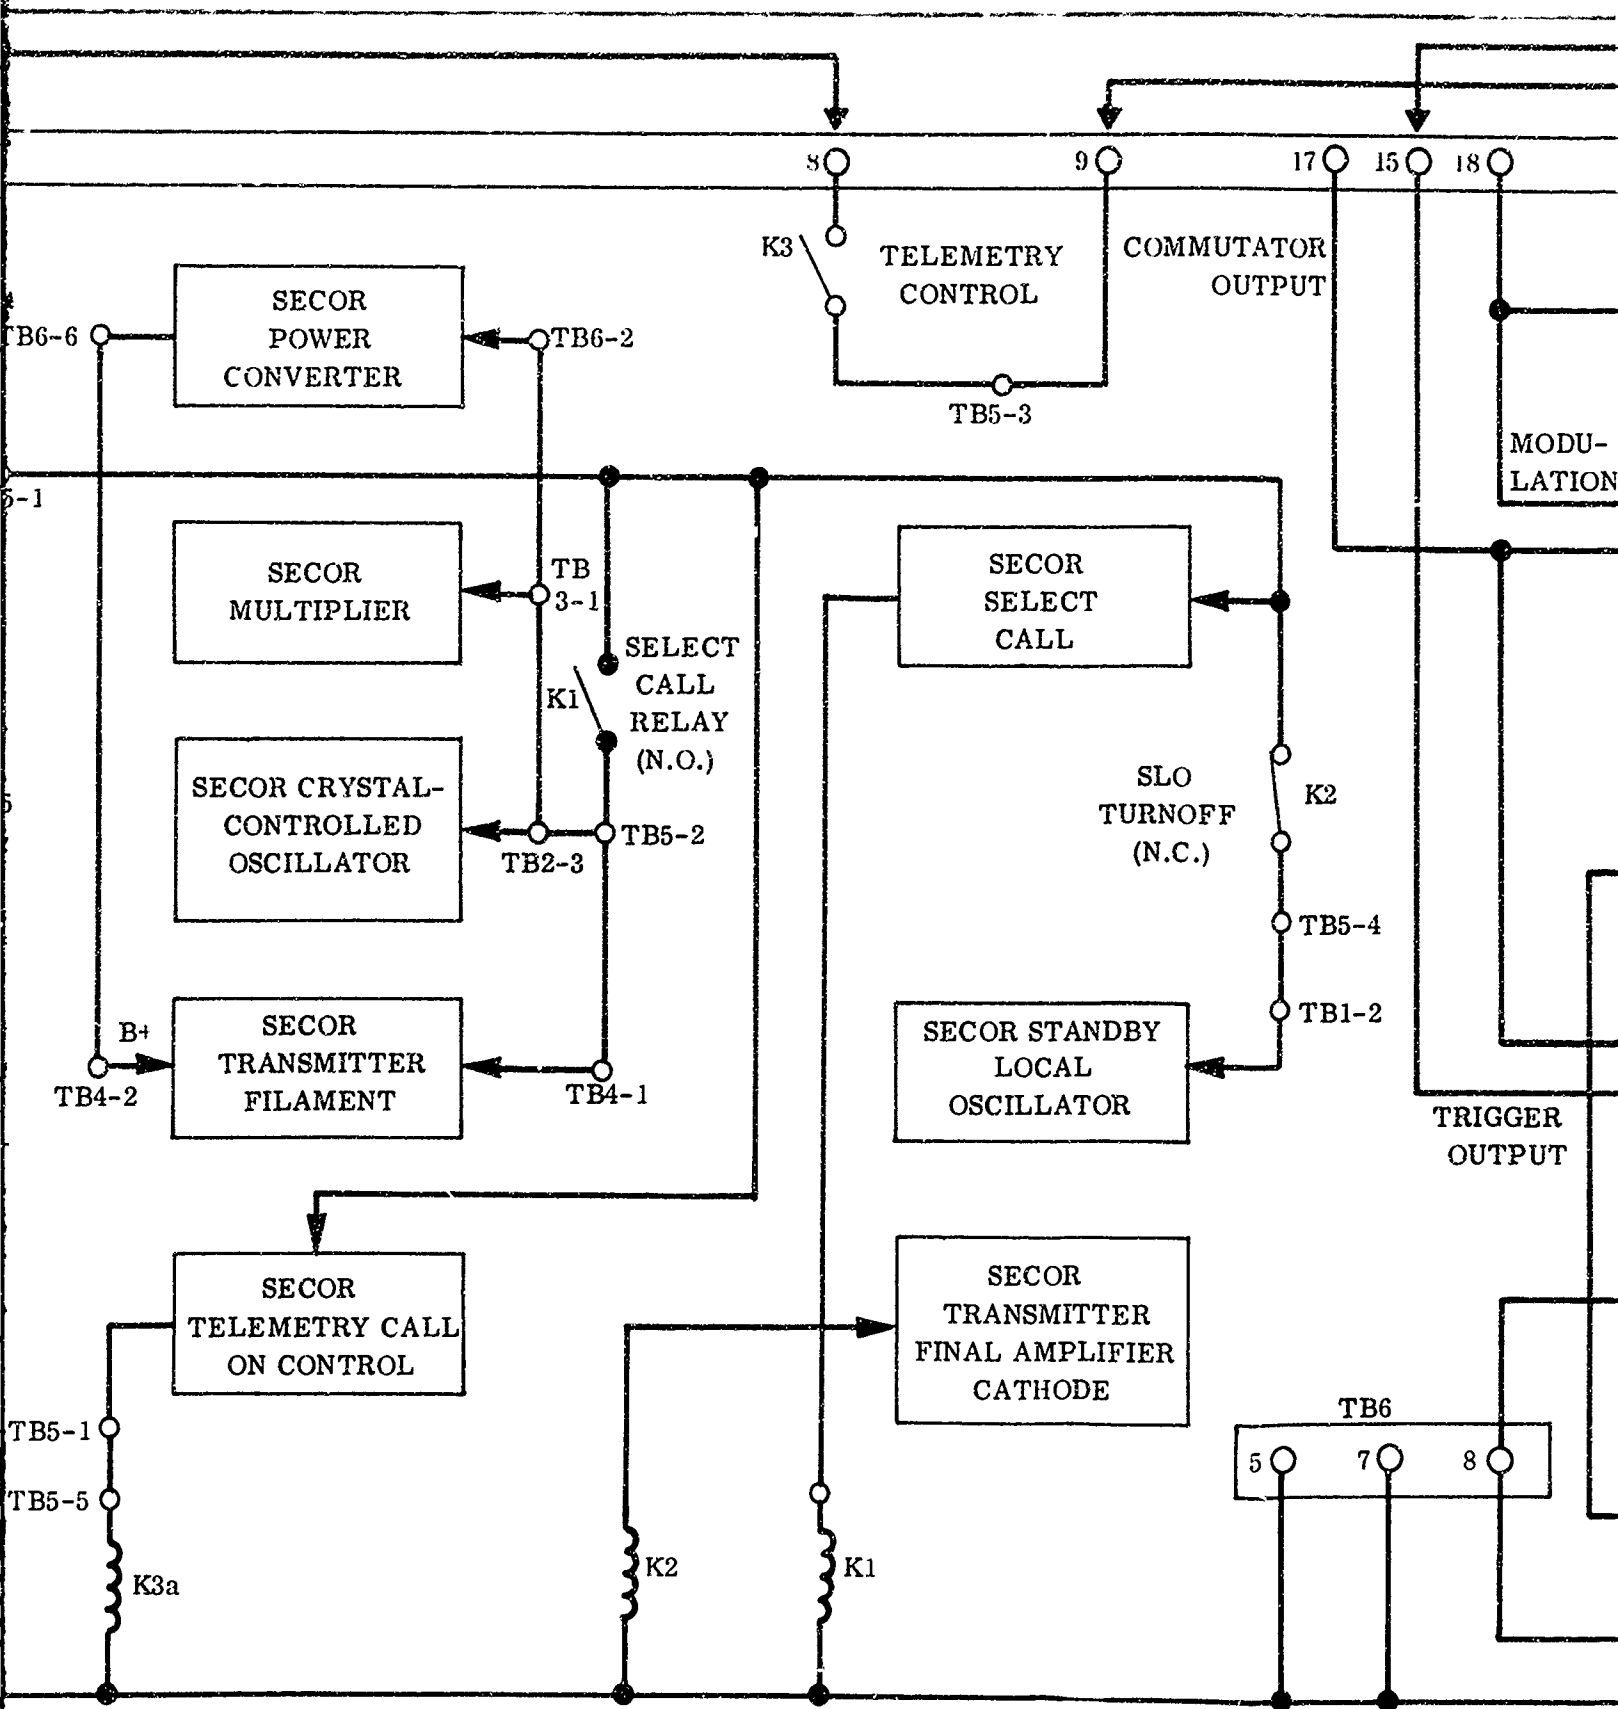 8
9
17
15
18
K3
TELEMETRY
CONTROL
COMMUTATOR
OUTPUT
SECOR
POWER
CONVERTER
TB6-6
TB6-2
TB5-3
MODU-
LATION
5-1
SECOR
MULTIPLIER
TB
3-1
SECOR
SELECT
CALL
SELECT
CALL
RELAY
(N.O.)
K1
SECOR CRYSTAL-
CONTROLLED
OSCILLATOR
TB2-3
TB5-2
SLO
TURNOFF
(N.C.)
K2
TB5-4
TB1-2
B+
SECOR
TRANSMITTER
FILAMENT
TB4-2
TB4-1
SECOR STANDBY
LOCAL
OSCILLATOR
TRIGGER
OUTPUT
SECOR
TELEMETRY CALL
ON CONTROL
SECOR
TRANSMITTER
FINAL AMPLIFIER
CATHODE
TB5-1
TB5-5
TB6
5
7
8
K3a
K2
K1